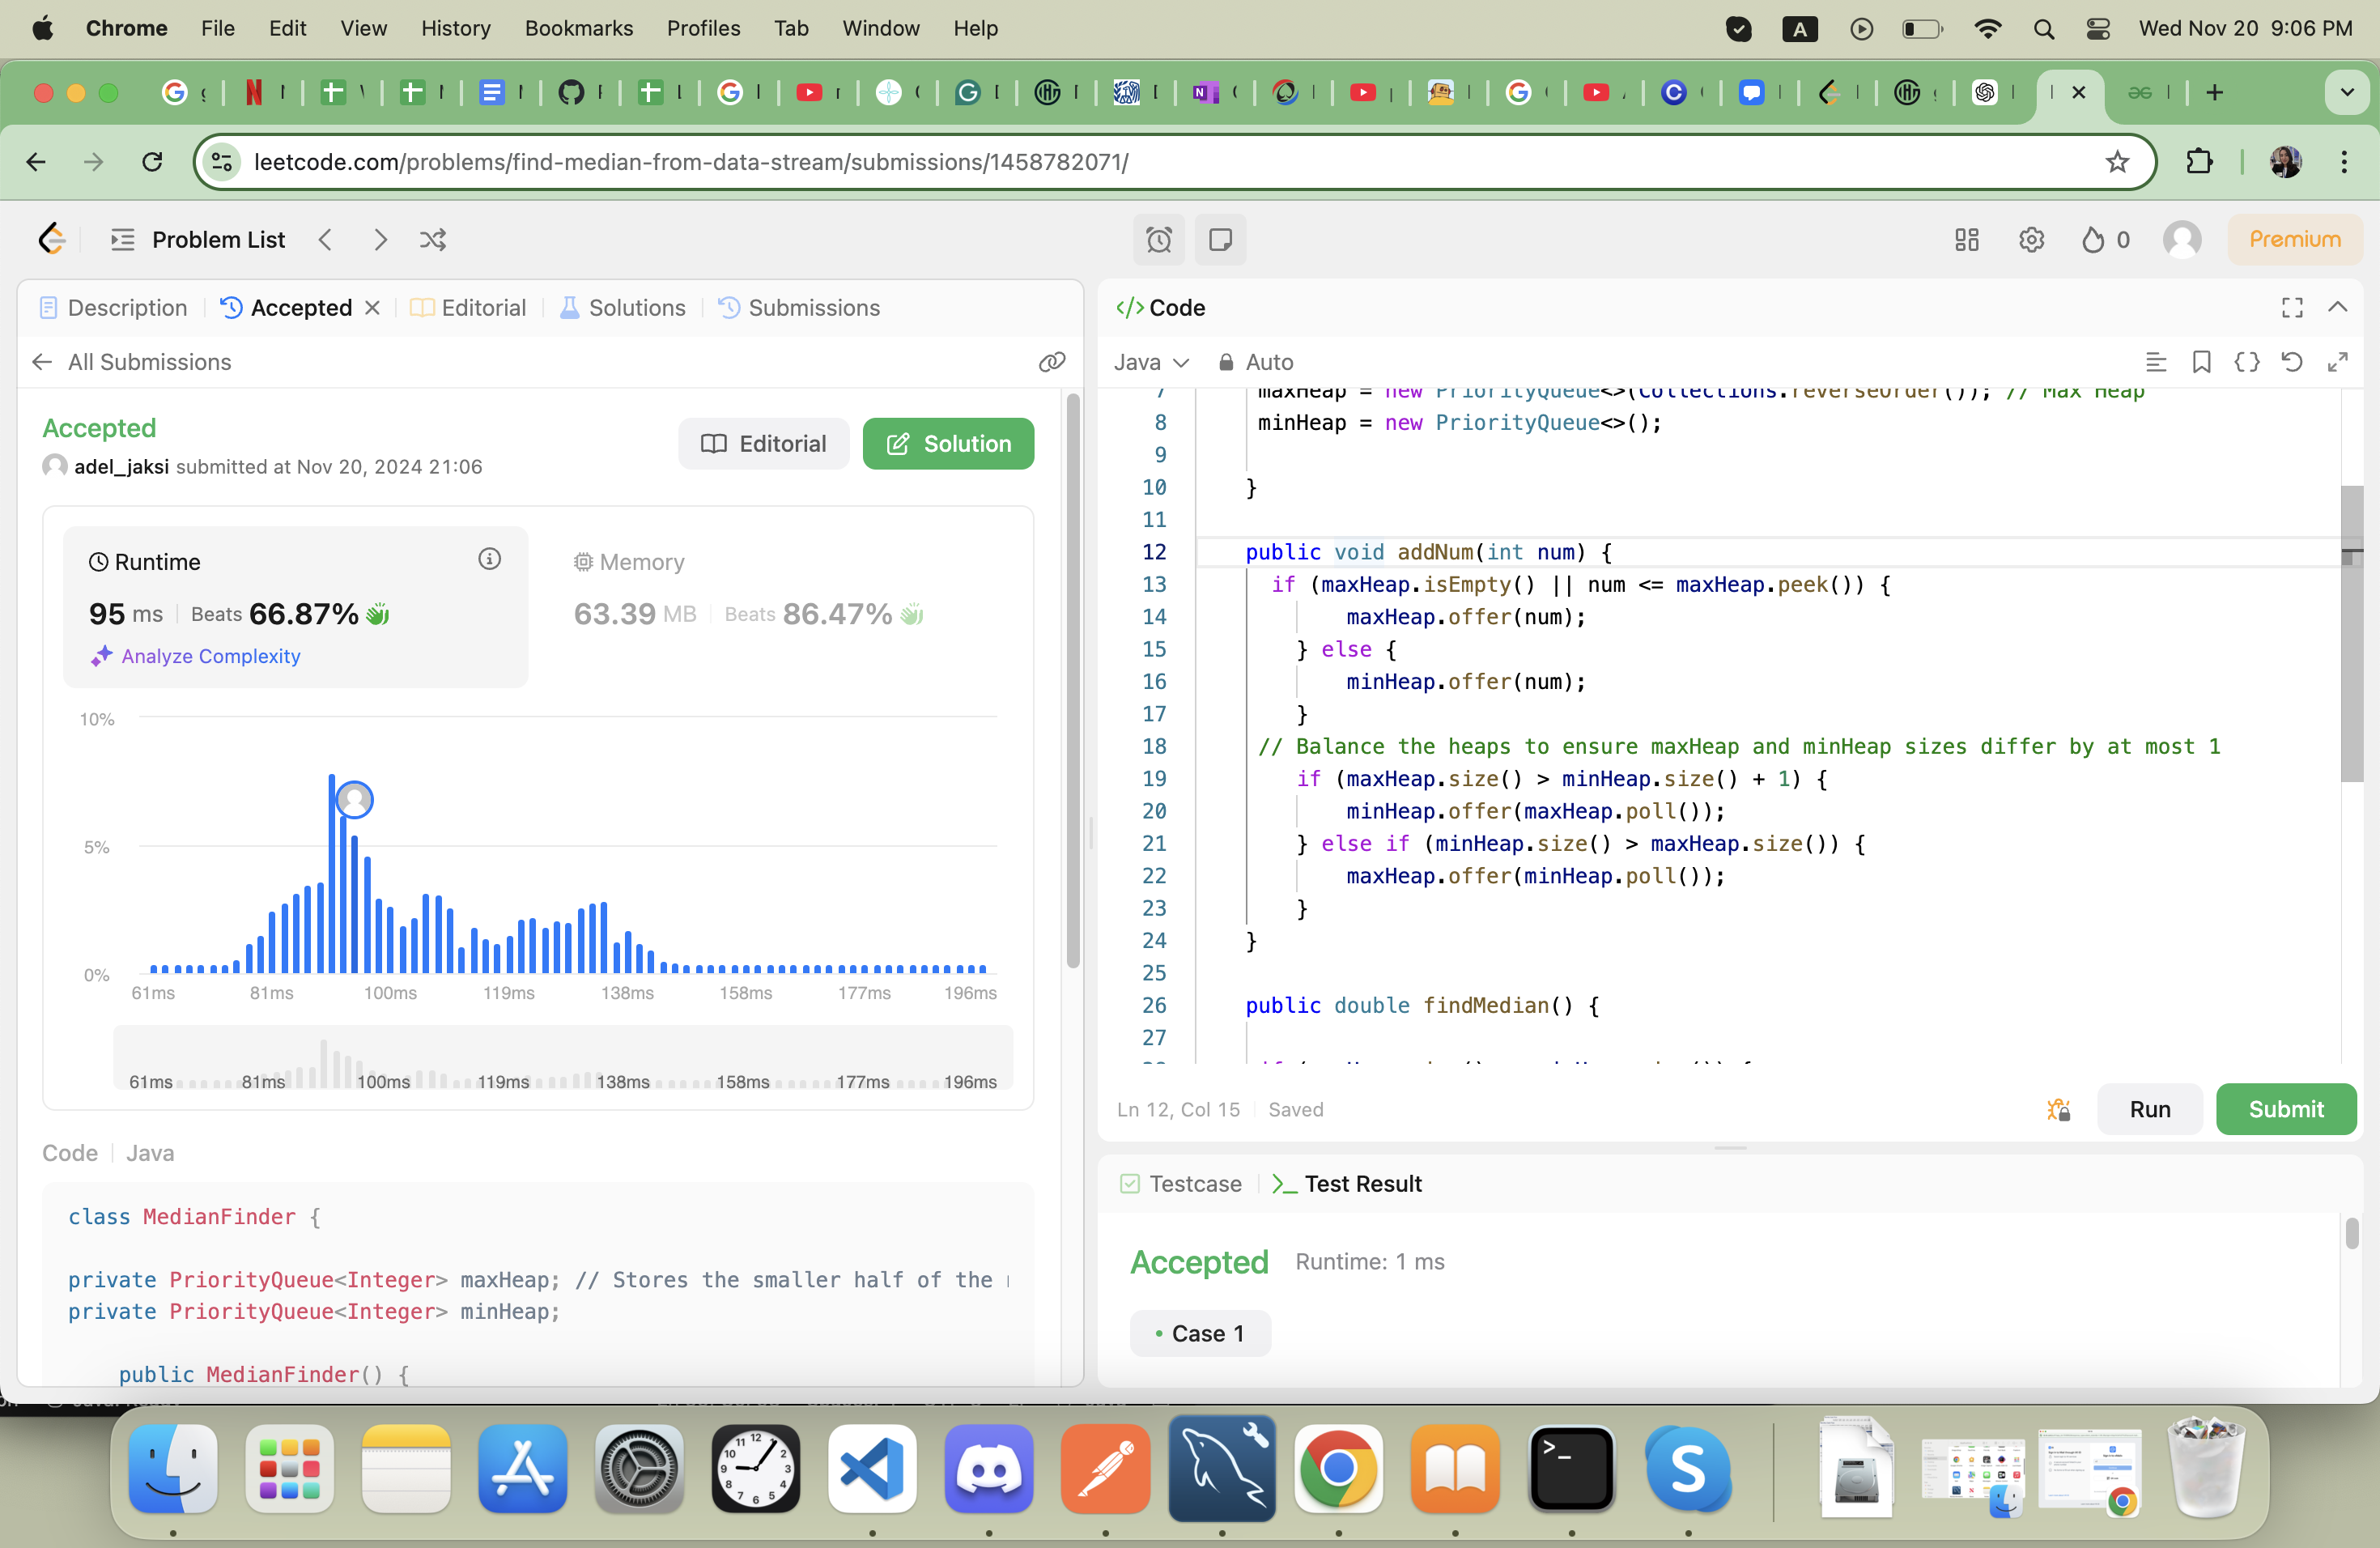 Chrome File Edit View History Bookmarks Profiles Tab Window Help A Wed Nov 20 9:06 PM
leetcode.com/problems/find-median-from-data-stream/submissions/1458782071/
Problem List 0 Premium
Description Accepted Editorial Solutions Submissions
All Submissions
Accepted
adel_jaksi submitted at Nov 20, 2024 21:06
Editorial Solution
Runtime
95 ms Beats 66.87%
Analyze Complexity
Memory
63.39 MB Beats 86.47%
10%
5%
0%
61ms 81ms 100ms 119ms 138ms 158ms 177ms 196ms
61ms 81ms 100ms 119ms 138ms 158ms 177ms 196ms
Code Java
class MedianFinder {
private PriorityQueue<Integer> maxHeap; // Stores the smaller half of the
private PriorityQueue<Integer> minHeap;
public MedianFinder() {
</> Code
Java Auto
7 maxHeap = new PriorityQueue<>(Collections.reverseOrder()); // Max Heap
8 minHeap = new PriorityQueue<>();
9
10 }
11
12 public void addNum(int num) {
13 if (maxHeap.isEmpty() || num <= maxHeap.peek()) {
14 maxHeap.offer(num);
15 } else {
16 minHeap.offer(num);
17 }
18 // Balance the heaps to ensure maxHeap and minHeap sizes differ by at most 1
19 if (maxHeap.size() > minHeap.size() + 1) {
20 minHeap.offer(maxHeap.poll());
21 } else if (minHeap.size() > maxHeap.size()) {
22 maxHeap.offer(minHeap.poll());
23 }
24 }
25
26 public double findMedian() {
27
Ln 12, Col 15 Saved
Run Submit
Testcase Test Result
Accepted Runtime: 1 ms
Case 1